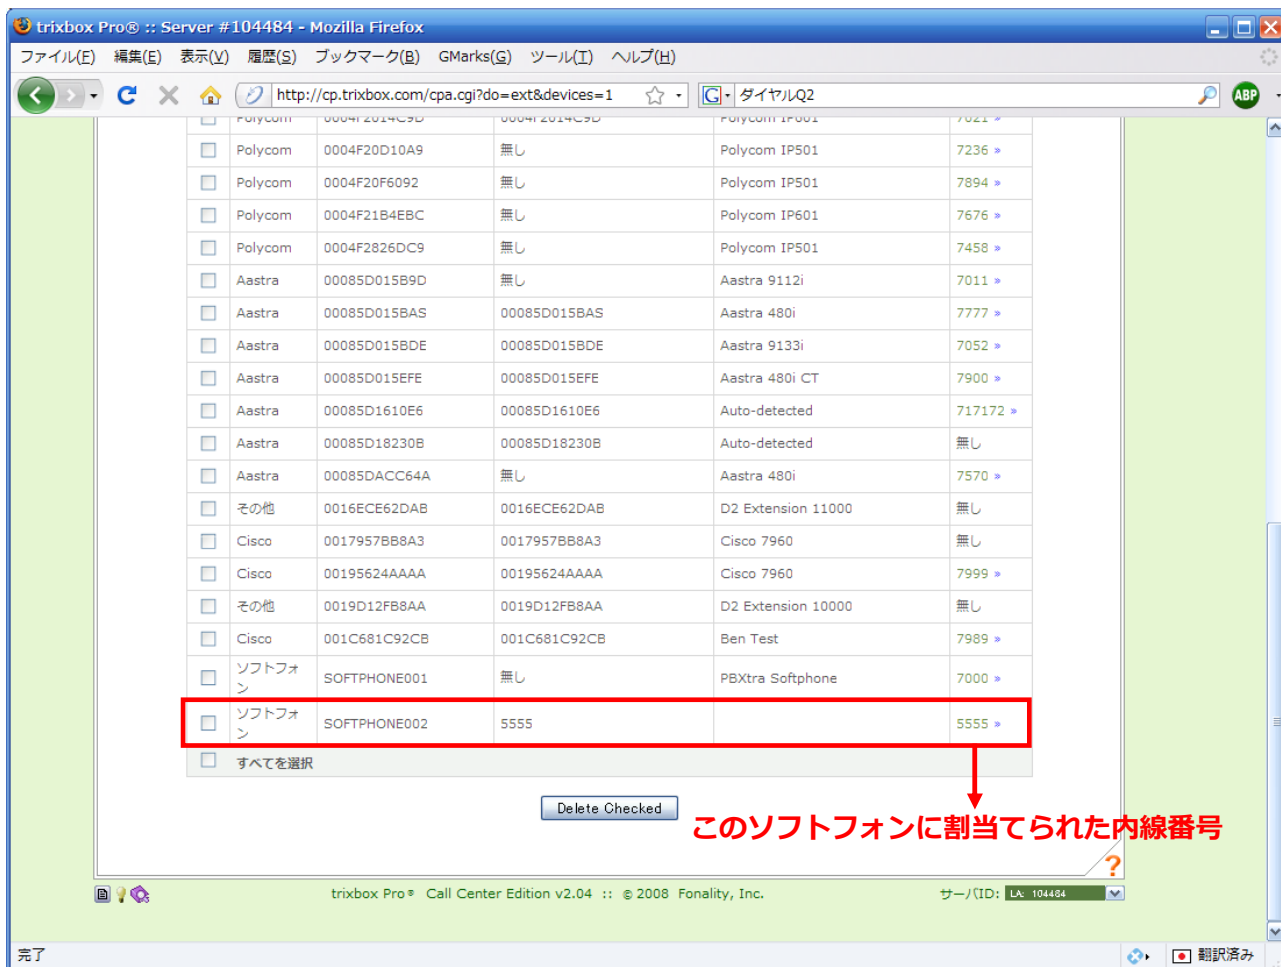 trixbox Pro® :: Server #104484 - Mozilla Firefox
ファイル(F) 編集(E) 表示(V) 履歴(S) ブックマーク(B) GMarks(G) ツール(T) ヘルプ(H)
http://cp.trixbox.com/cpa.cgi?do=ext&devices=1 G ダイヤルQ2 ABP
Polycom 0004F2014C9D 0004F2014C9D Polycom IP601 7021 »
Polycom 0004F20D10A9 無し Polycom IP501 7236 »
Polycom 0004F20F6092 無し Polycom IP501 7894 »
Polycom 0004F21B4EBC 無し Polycom IP601 7676 »
Polycom 0004F2826DC9 無し Polycom IP501 7458 »
Aastra 00085D015B9D 無し Aastra 9112i 7011 »
Aastra 00085D015BAS 00085D015BAS Aastra 480i 7777 »
Aastra 00085D015BDE 00085D015BDE Aastra 9133i 7052 »
Aastra 00085D015EFE 00085D015EFE Aastra 480i CT 7900 »
Aastra 00085D1610E6 00085D1610E6 Auto-detected 717172 »
Aastra 00085D18230B 00085D18230B Auto-detected 無し
Aastra 00085DACC64A 無し Aastra 480i 7570 »
その他 0016ECE62DAB 0016ECE62DAB D2 Extension 11000 無し
Cisco 0017957BB8A3 0017957BB8A3 Cisco 7960 無し
Cisco 00195624AAAA 00195624AAAA Cisco 7960 7999 »
その他 0019D12FB8AA 0019D12FB8AA D2 Extension 10000 無し
Cisco 001C681C92CB 001C681C92CB Ben Test 7989 »
ソフトフォ
ン SOFTPHONE001 無し PBXtra Softphone 7000 »
ソフトフォ
ン SOFTPHONE002 5555 5555 »
すべてを選択
Delete Checked
このソフトフォンに割当てられた内線番号
?
trixbox Pro® Call Center Edition v2.04 :: © 2008 Fonality, Inc. サーバID: LA: 104484
完了 翻訳済み